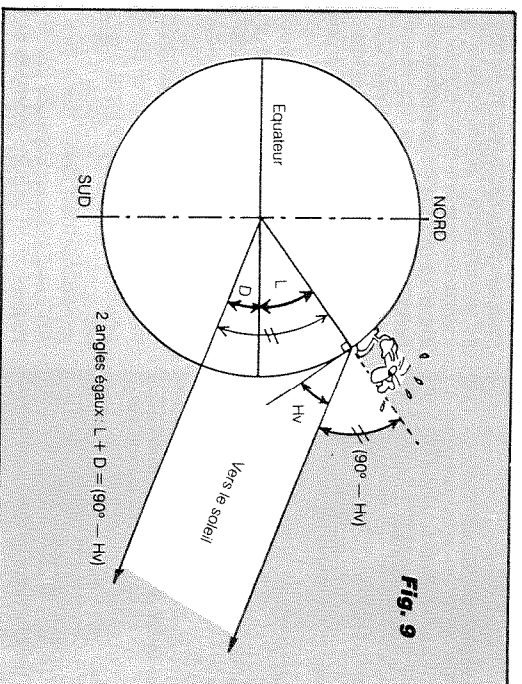 Fig. 9
NORD
Equateur
SUD
L
D
Hv
(90° — Hv)
Vers le soleil
2 angles égaux L + D = (90° — Hv)